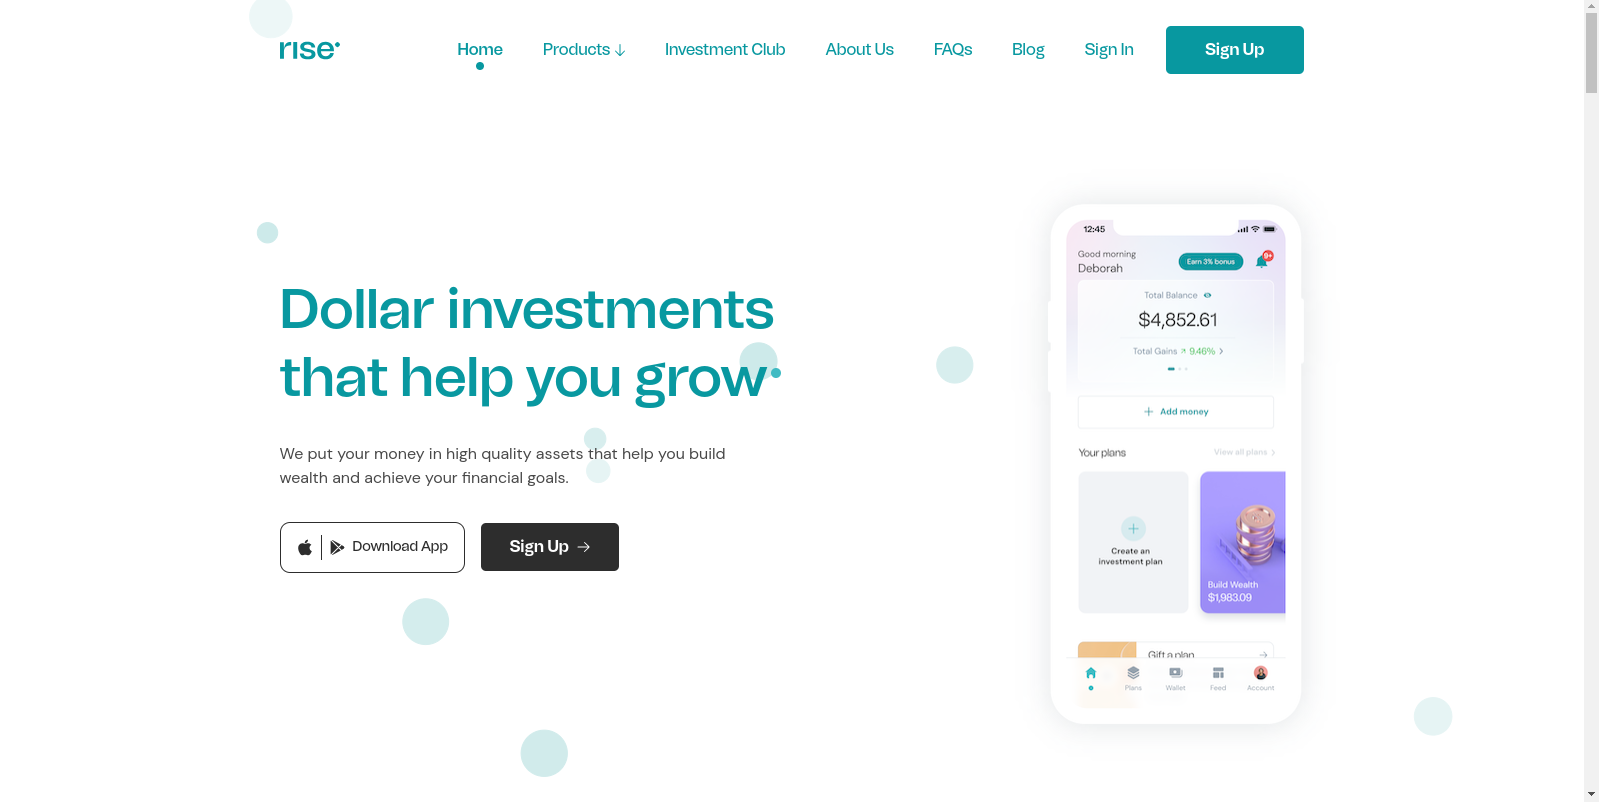 rise
Home
Products ↓
Investment Club
About Us
FAQs
Blog
Sign In
Sign Up
Dollar investments
that help you grow
We put your money in high quality assets that help you build
wealth and achieve your financial goals.
Download App
Sign Up →
12:45
Good morning
Deborah
Earn 3% bonus
9+
Total Balance
$4,852.61
Total Gains ↗ 9.46% >
+ Add money
Your plans
View all plans >
Create an
investment plan
Build Wealth
$1,983.09
Gift a plan →
Home
Plans
Wallet
Feed
Account